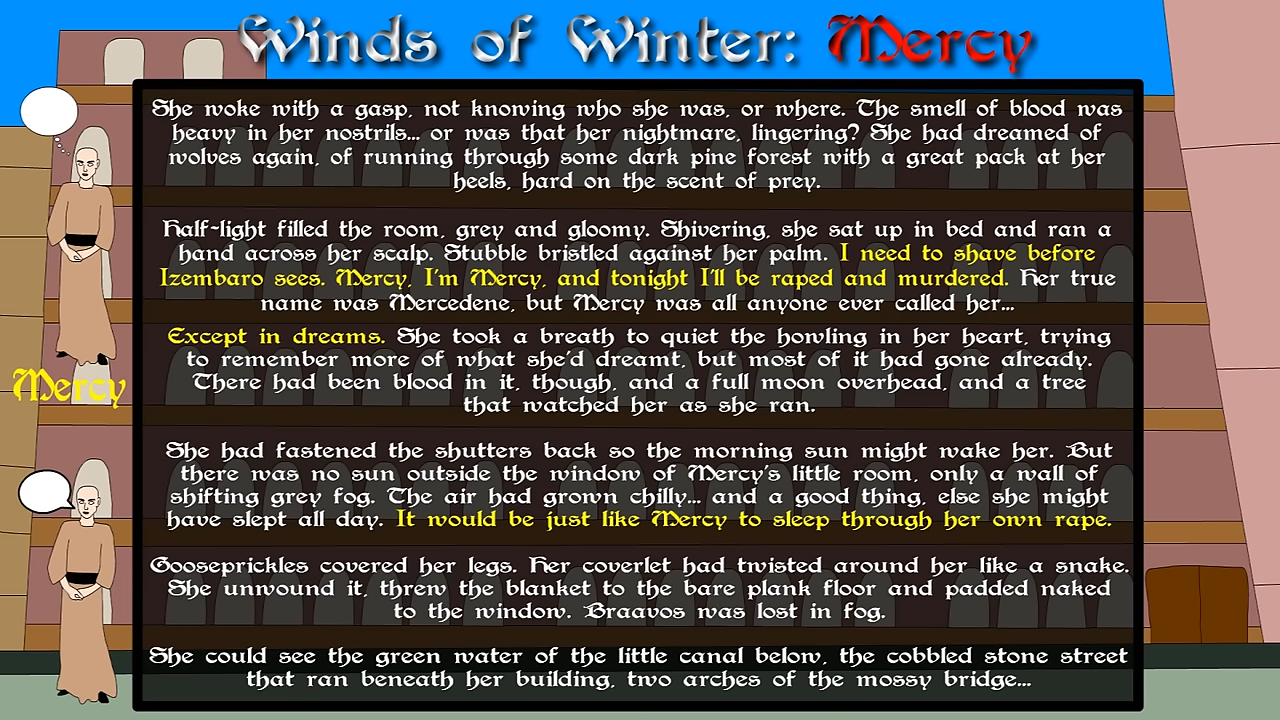 Winds of Winter: Mercy
She woke with a gasp, not knowing who she was, or where. The smell of blood was
heavy in her nostrils... or was that her nightmare, lingering? She had dreamed of
wolves again, of running through some dark pine forest with a great pack at her
heels, hard on the scent of prey.
Half-light filled the room, grey and gloomy. Shivering, she sat up in bed and ran a
hand across her scalp. Stubble bristled against her palm. I need to shave before
Izembaro sees. Mercy, I'm Mercy, and tonight I'll be raped and murdered. Her true
name was Mercedene, but Mercy was all anyone ever called her...
Except in dreams. She took a breath to quiet the howling in her heart, trying
to remember more of what she'd dreamt, but most of it had gone already.
There had been blood in it, though, and a full moon overhead, and a tree
that watched her as she ran.
Mercy
She had fastened the shutters back so the morning sun might wake her. But
there was no sun outside the window of Mercy's little room, only a wall of
shifting grey fog. The air had grown chilly... and a good thing, else she might
have slept all day. It would be just like Mercy to sleep through her own rape.
Gooseprickles covered her legs. Her coverlet had twisted around her like a snake.
She unwound it, threw the blanket to the bare plank floor and padded naked
to the window. Braavos was lost in fog.
She could see the green water of the little canal below, the cobbled stone street
that ran beneath her building, two arches of the mossy bridge...